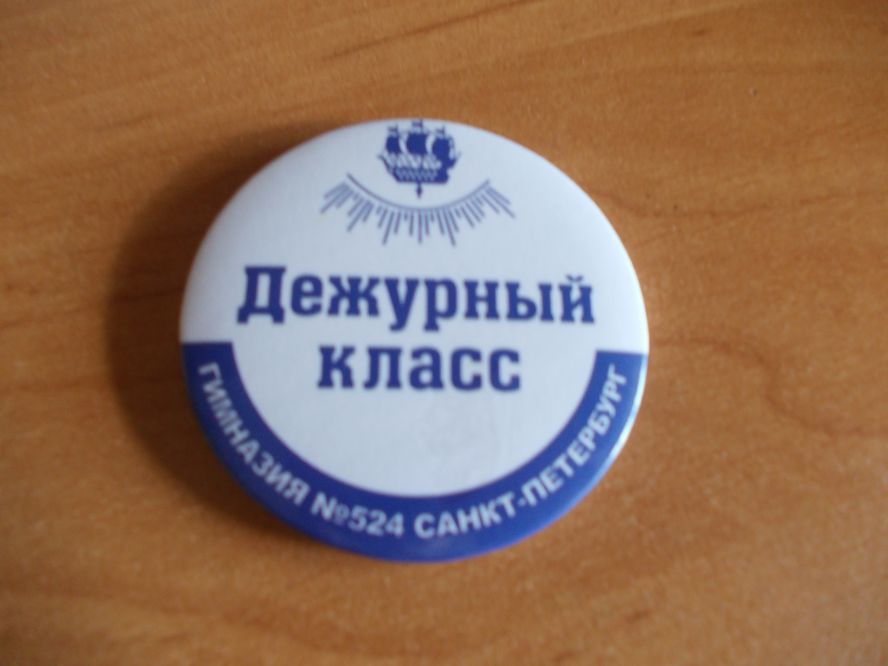 Дежурный
класс
ГИМНАЗИЯ №524 САНКТ-ПЕТЕРБУРГ